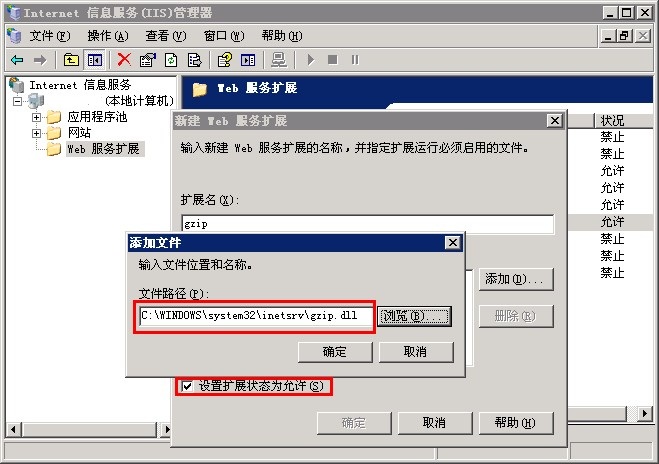 Internet 信息服务(IIS)管理器
文件(F) 操作(A) 查看(V) 窗口(W) 帮助(H)
Internet 信息服务
(本地计算机)
应用程序池
网站
Web 服务扩展
Web 服务扩展
状况
禁止
禁止
允许
允许
允许
允许
禁止
禁止
禁止
新建 Web 服务扩展
输入新建 Web 服务扩展的名称，并指定扩展运行必须启用的文件。
扩展名(X):
gzip
添加(D)...
删除(R)
设置扩展状态为允许(S)
确定 取消 帮助(H)
添加文件
输入文件位置和名称。
文件路径(P):
C:\WINDOWS\system32\inetsrv\gzip.dll
浏览(B)...
确定 取消